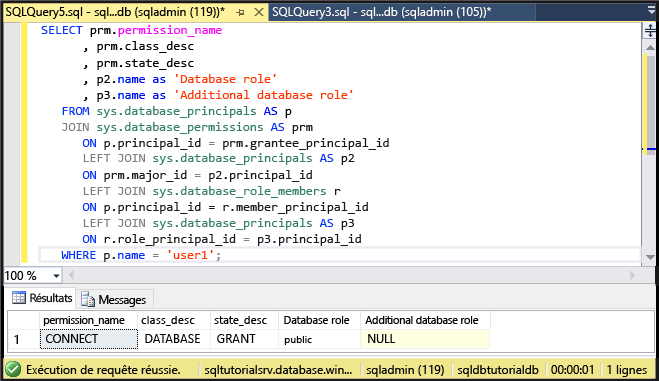 SQLQuery5.sql - sql...db (sqladmin (119))* SQLQuery3.sql - sql...db (sqladmin (105))*
SELECT prm.permission_name
, prm.class_desc
, prm.state_desc
, p2.name as 'Database role'
, p3.name as 'Additional database role'
FROM sys.database_principals AS p
JOIN sys.database_permissions AS prm
ON p.principal_id = prm.grantee_principal_id
LEFT JOIN sys.database_principals AS p2
ON prm.major_id = p2.principal_id
LEFT JOIN sys.database_role_members r
ON p.principal_id = r.member_principal_id
LEFT JOIN sys.database_principals AS p3
ON r.role_principal_id = p3.principal_id
WHERE p.name = 'user1';
100 %
Résultats Messages
permission_name class_desc state_desc Database role Additional database role
1 CONNECT DATABASE GRANT public NULL
Exécution de requête réussie. sqltutorialsrv.database.win... sqladmin (119) sqldbtutorialdb 00:00:01 1 lignes